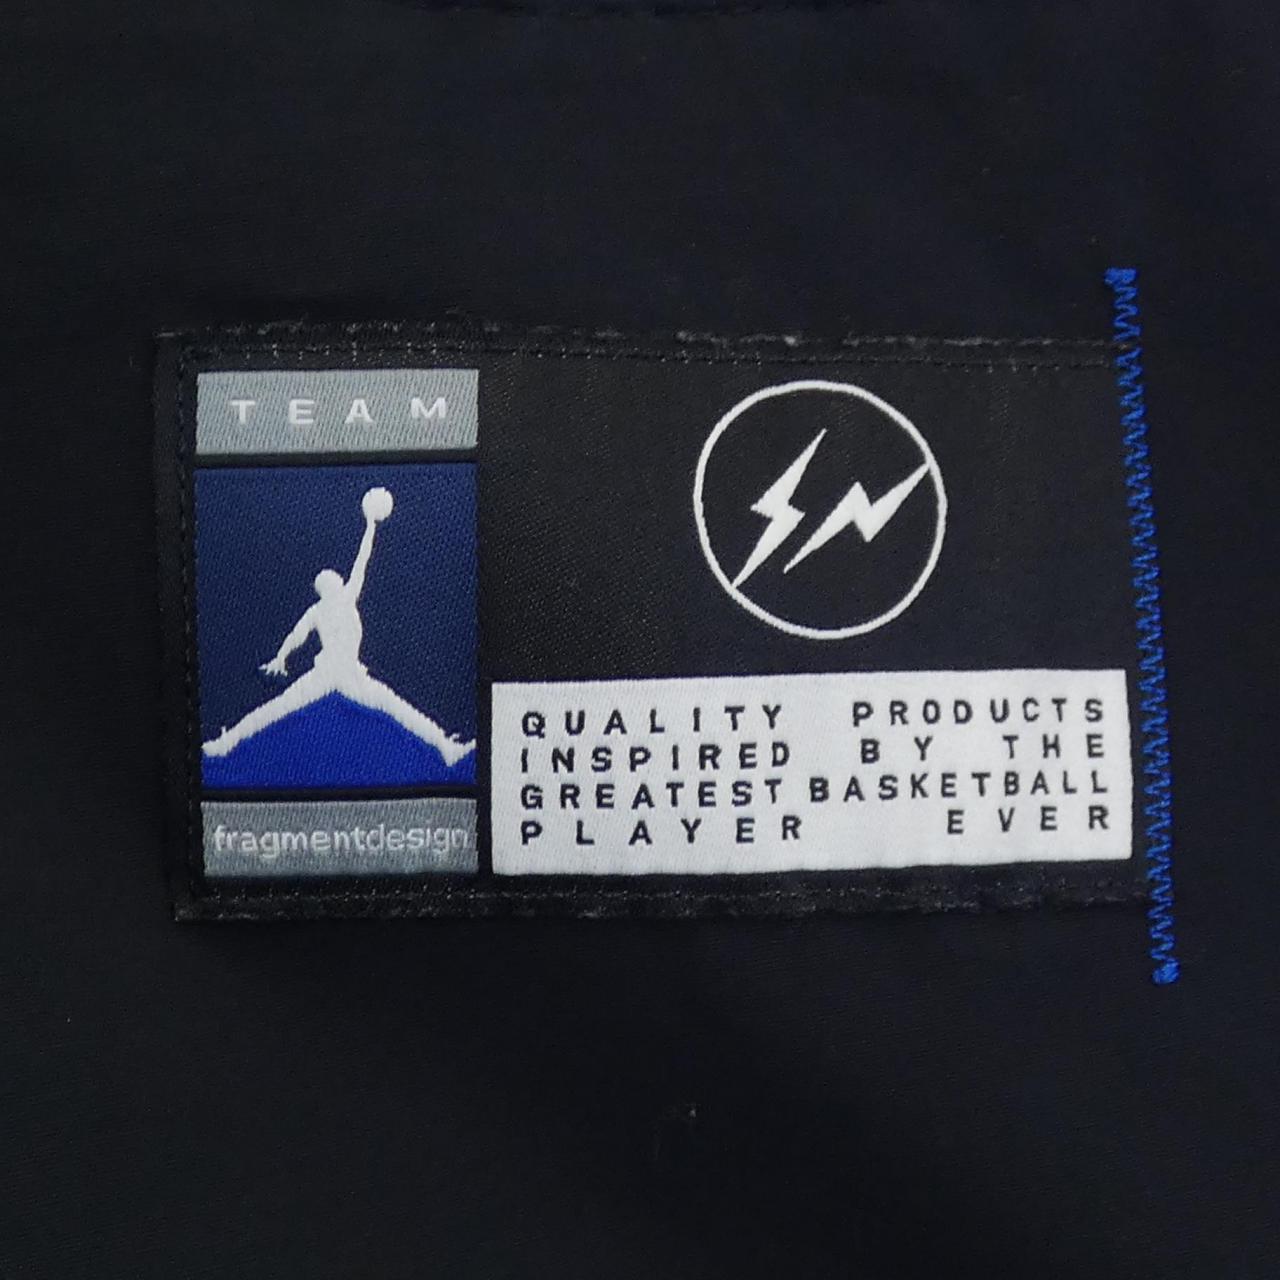 TEAM
fragmentdesign
QUALITY PRODUCTS
INSPIRED BY THE
GREATEST BASKETBALL
PLAYER EVER